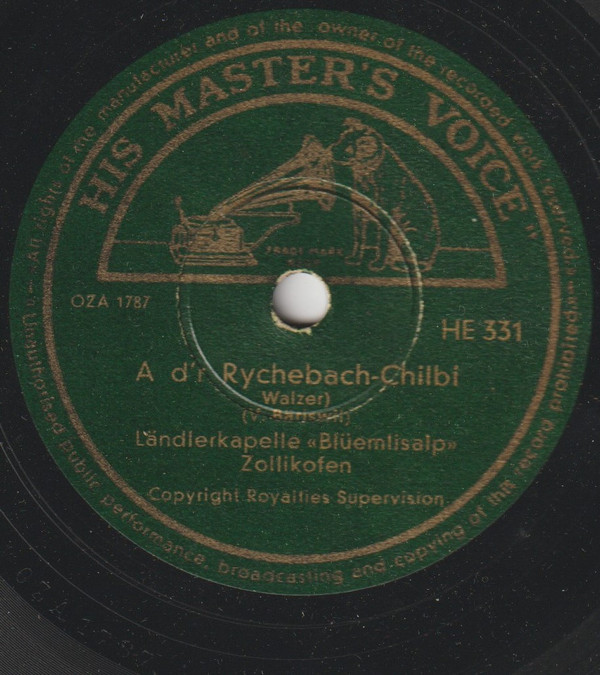 All rights of the manufacturer and of the owner of the recorded work reserved
Unauthorised public performance, broadcasting and copying of this record prohibited
HIS MASTER'S VOICE
IV
TRADE MARK
OZA 1787
HE 331
A d'r Rychebach-Chilbi
Walzer)
(V. Bäriswil)
Ländlerkapelle «Blüemlisalp»
Zollikofen
Copyright Royalties Supervision